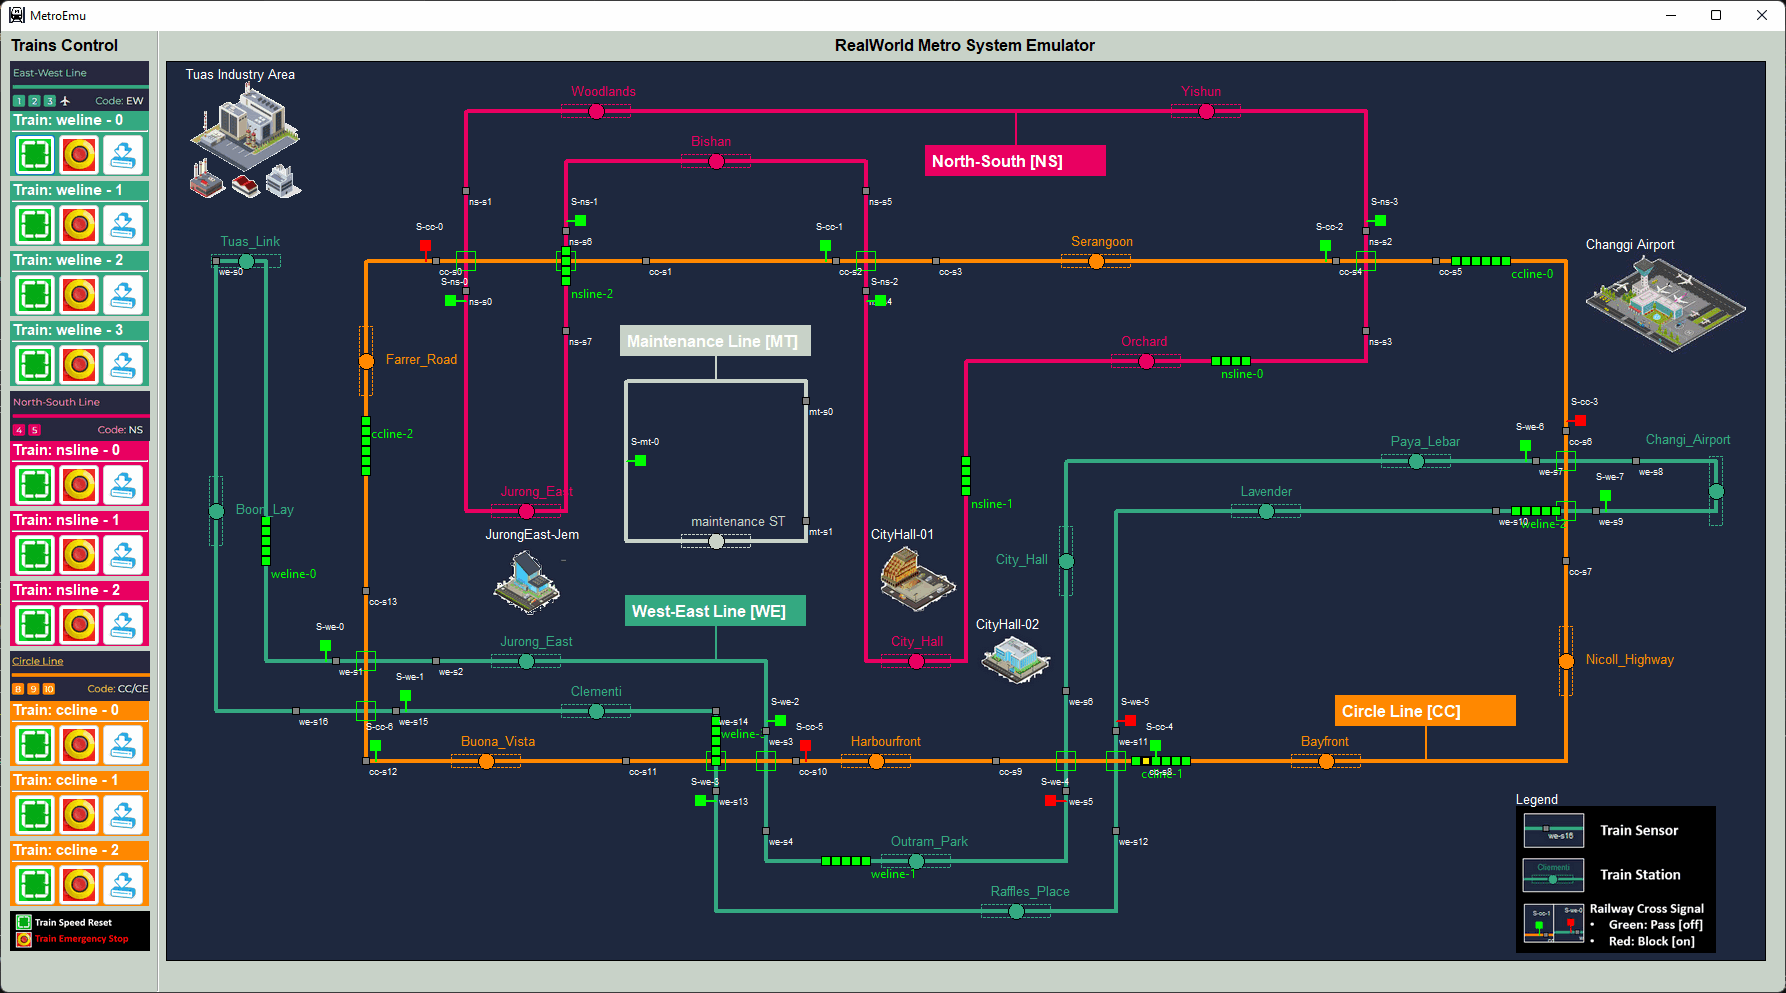 MetroEmu
Trains Control
East-West Line
1 2 3 Code: EW
Train: weline - 0
Train: weline - 1
Train: weline - 2
Train: weline - 3
North-South Line
4 5 Code: NS
Train: nsline - 0
Train: nsline - 1
Train: nsline - 2
Circle Line
8 9 10 Code: CC/CE
Train: ccline - 0
Train: ccline - 1
Train: ccline - 2
Train Speed Reset
Train Emergency Stop
RealWorld Metro System Emulator
Tuas Industry Area
Woodlands
Yishun
Bishan
North-South [NS]
ns-s1
S-ns-1
ns-s5
S-ns-3
S-cc-0
S-cc-1
S-cc-2
Tuas_Link
ns-s6
Serangoon
ns-s2
Changgi Airport
we-s0
cc-s0
cc-s1
cc-s2
cc-s3
cc-s4
cc-s5
ccline-0
S-ns-0
S-ns-2
nsline-2
ns-s0
ns-s7
Maintenance Line [MT]
Orchard
ns-s3
Farrer_Road
nsline-0
mt-s0
S-cc-3
ccline-2
S-mt-0
S-we-6
cc-s6
Paya_Lebar
Changi_Airport
we-s7
we-s8
S-we-7
Jurong_East
Lavender
nsline-1
Boon_Lay
maintenance ST
we-s10
weline-2
we-s9
mt-s1
JurongEast-Jem
CityHall-01
City_Hall
weline-0
cc-s7
cc-s13
West-East Line [WE]
S-we-0
CityHall-02
Jurong_East
City_Hall
Nicoll_Highway
we-s1
we-s2
S-we-1
Clementi
S-we-2
we-s6
S-we-5
Circle Line [CC]
we-s16
we-s15
we-s14
S-cc-6
weline-3
S-cc-5
S-cc-4
Buona_Vista
we-s3
Harbourfront
we-s11
Bayfront
cc-s12
cc-s11
cc-s10
cc-s9
cc-s8
ccline-1
S-we-3
S-we-4
we-s13
we-s5
Legend
we-s4
Outram_Park
we-s12
we-s16
Train Sensor
weline-1
Clementi
Train Station
Raffles_Place
S-cc-1
S-we-0
Railway Cross Signal
• Green: Pass [off]
• Red: Block [on]